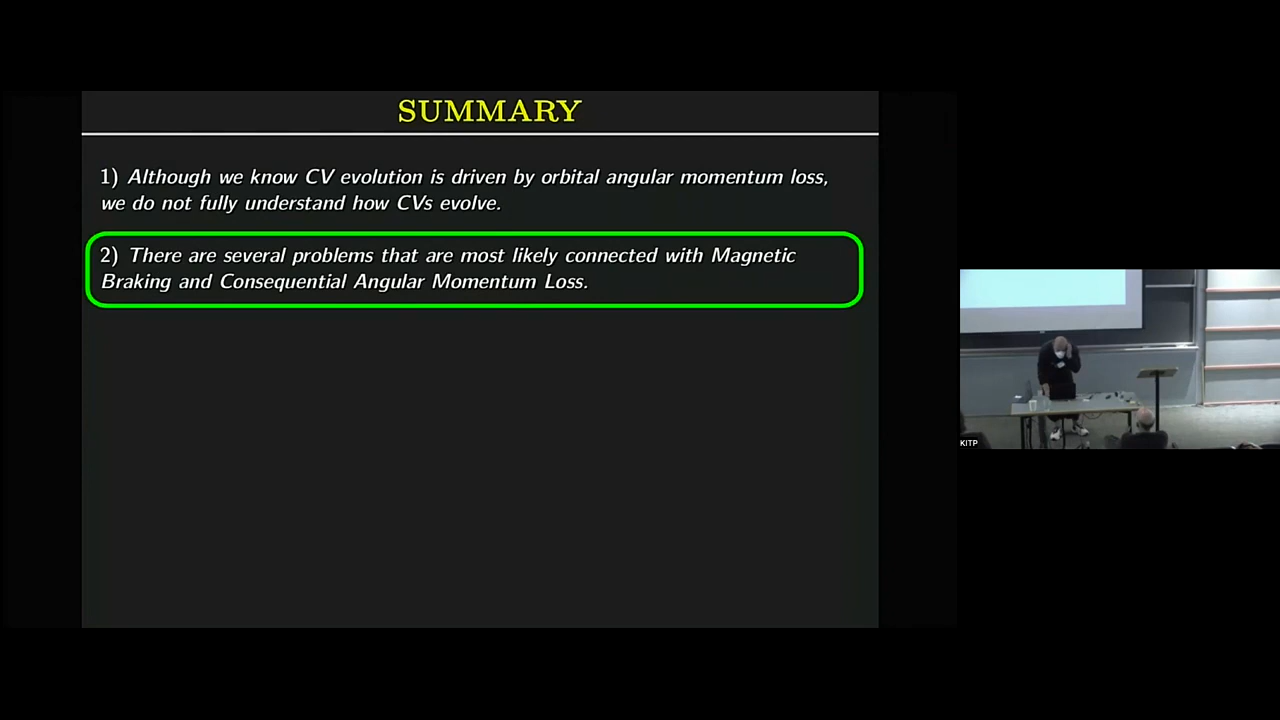 SUMMARY
1) Although we know CV evolution is driven by orbital angular momentum loss,
we do not fully understand how CVs evolve.
2) There are several problems that are most likely connected with Magnetic
Braking and Consequential Angular Momentum Loss.
KITP